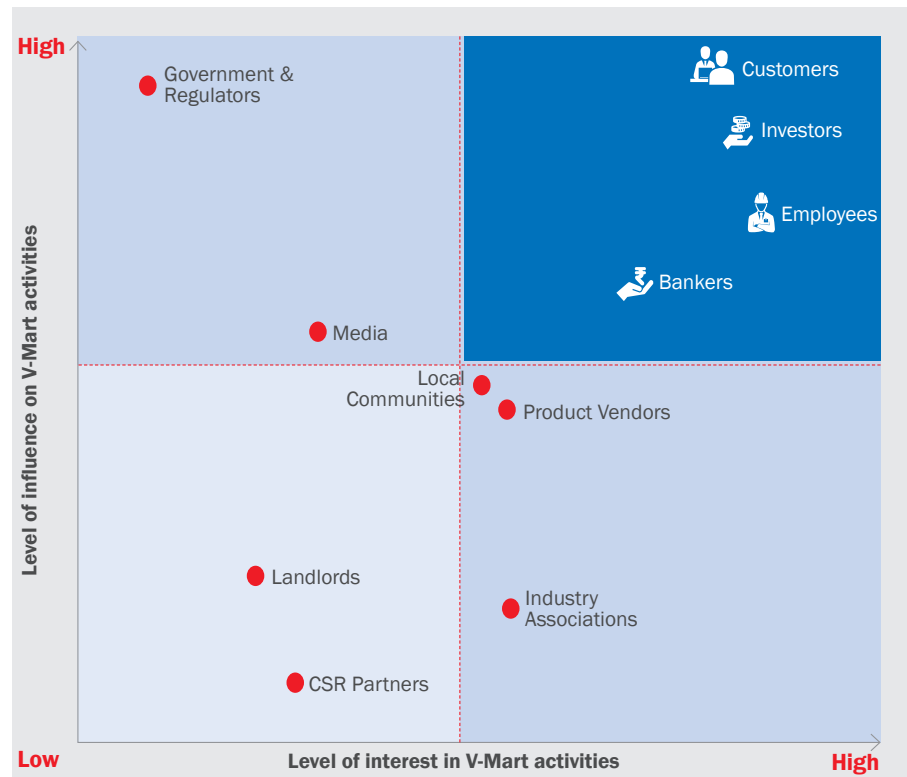 High
Government &
Regulators
Customers
Investors
Employees
Bankers
Media
Local
Communities
Product Vendors
Landlords
Industry
Associations
CSR Partners
Level of influence on V-Mart activities
Low
Level of interest in V-Mart activities
High